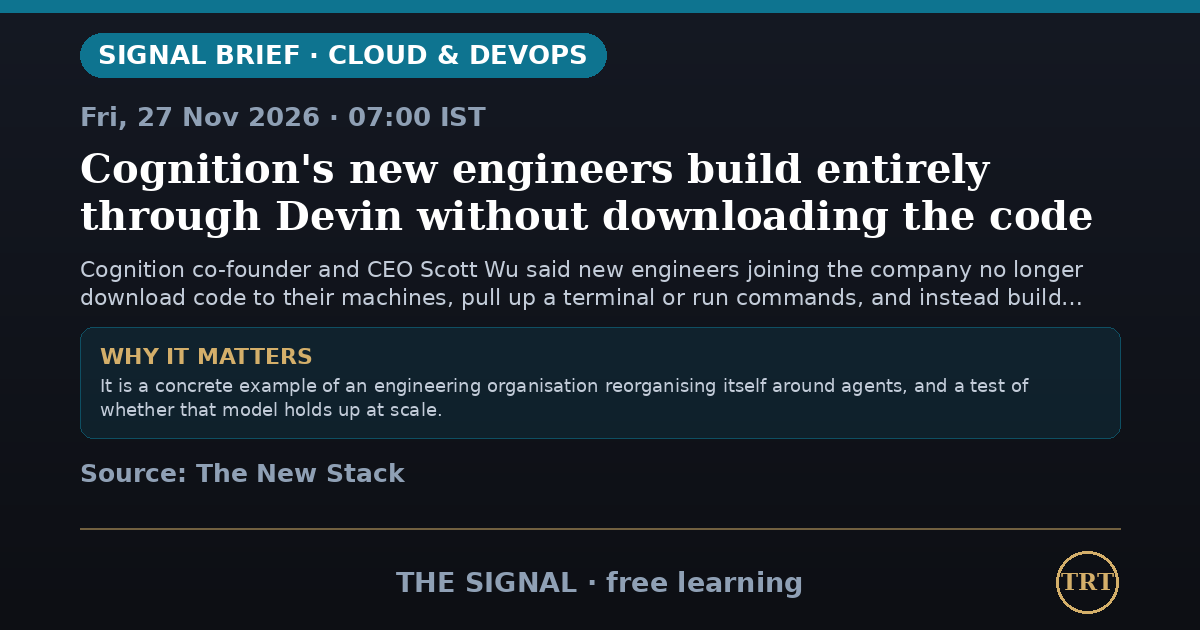 SIGNAL BRIEF · CLOUD & DEVOPS
Fri, 27 Nov 2026 · 07:00 IST
Cognition's new engineers build entirely
through Devin without downloading the code
Cognition co-founder and CEO Scott Wu said new engineers joining the company no longer
download code to their machines, pull up a terminal or run commands, and instead build...
WHY IT MATTERS
It is a concrete example of an engineering organisation reorganising itself around agents, and a test of
whether that model holds up at scale.
Source: The New Stack
THE SIGNAL · free learning
TRT